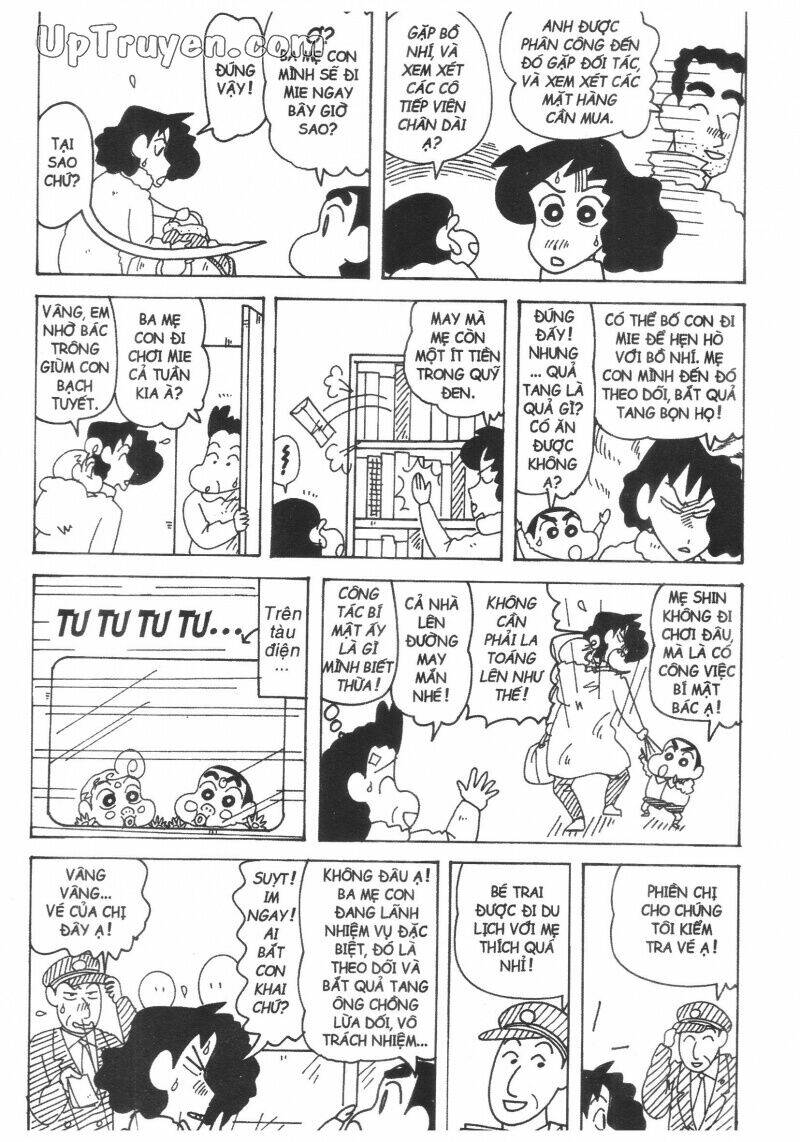 UpTruyen.com
ANH ĐƯỢC
PHÂN CÔNG ĐẾN
ĐÓ GẶP ĐỐI TÁC,
VÀ XEM XÉT CÁC
MẶT HÀNG
CẦN MUA.
GẶP BỒ
NHÍ, VÀ
XEM XÉT
CÁC CÔ
TIẾP VIÊN
CHÂN DÀI
Ạ?
Ơ?
BA MẸ CON
MÌNH SẼ ĐI
MIE NGAY
BÂY GIỜ
SAO?
ĐÚNG
VẬY!
TẠI
SAO
CHỨ?
CÓ THỂ BỐ CON ĐI
MIE ĐỂ HẸN HÒ
VỚI BỒ NHÍ. MẸ
CON MÌNH ĐẾN ĐÓ
THEO DÕI, BẮT QUẢ
TANG BỌN HỌ!
ĐÚNG
ĐẤY!
NHƯNG
... QUẢ
TANG LÀ
QUẢ GÌ?
CÓ ĂN
ĐƯỢC
KHÔNG
Ạ?
MAY MÀ
MẸ CÒN
MỘT ÍT TIỀN
TRONG QUỸ
ĐEN.
BA MẸ
CON ĐI
CHƠI MIE
CẢ TUẦN
KIA À?
VÂNG, EM
NHỜ BÁC
TRÔNG
GIÙM CON
BẠCH
TUYẾT.
MẸ SHIN
KHÔNG ĐI
CHƠI ĐÂU,
MÀ LÀ CÓ
CÔNG VIỆC
BÍ MẬT
BÁC Ạ!
KHÔNG
CẦN
PHẢI LA
TOÁNG
LÊN NHƯ
THẾ!
CẢ NHÀ
LÊN
ĐƯỜNG
MAY
MẮN
NHÉ!
CÔNG
TÁC BÍ
MẬT ẤY
LÀ GÌ
MÌNH BIẾT
THỪA!
Trên
tàu
điện
...
TU TU TU TU...
PHIỀN CHỊ
CHO CHÚNG
TÔI KIỂM
TRA VÉ Ạ!
BÉ TRAI
ĐƯỢC ĐI DU
LỊCH VỚI MẸ
THÍCH QUÁ
NHỈ!
KHÔNG ĐÂU Ạ!
BA MẸ CON
ĐANG LÃNH
NHIỆM VỤ ĐẶC
BIỆT, ĐÓ LÀ
THEO DÕI VÀ
BẮT QUẢ TANG
ÔNG CHỒNG
LỪA DỐI, VÔ
TRÁCH NHIỆM...
SUỴT!
IM
NGAY!
AI
BẮT
CON
KHAI
CHỨ?
VÂNG
VÂNG...
VÉ CỦA CHỊ
ĐÂY Ạ!